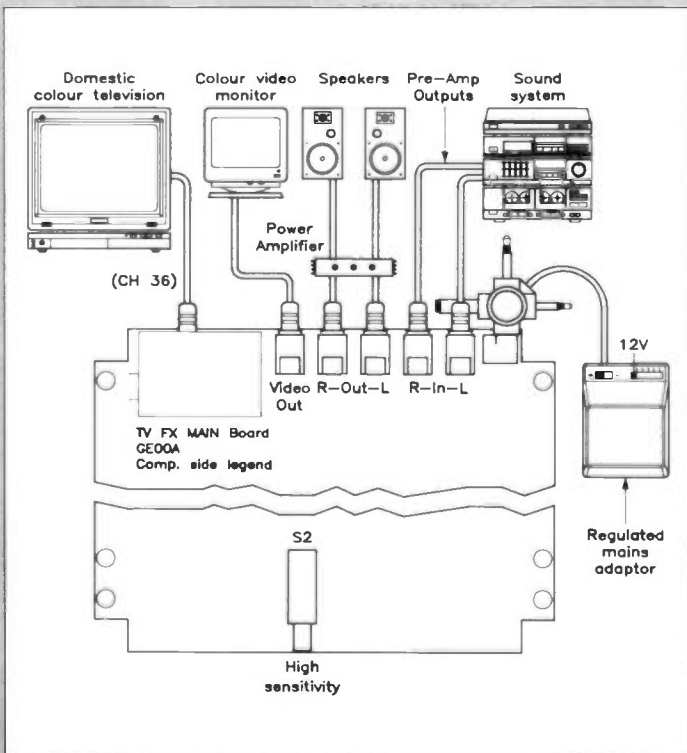 Domestic
colour television
Colour video
monitor
Speakers
Pre-Amp
Outputs
Sound
system
Power
Amplifier
(CH 36)
12V
Video
Out
R-Out-L
R-In-L
TV FX MAIN Board
GE00A
Comp. side legend
Regulated
mains
adaptor
S2
High
sensitivity